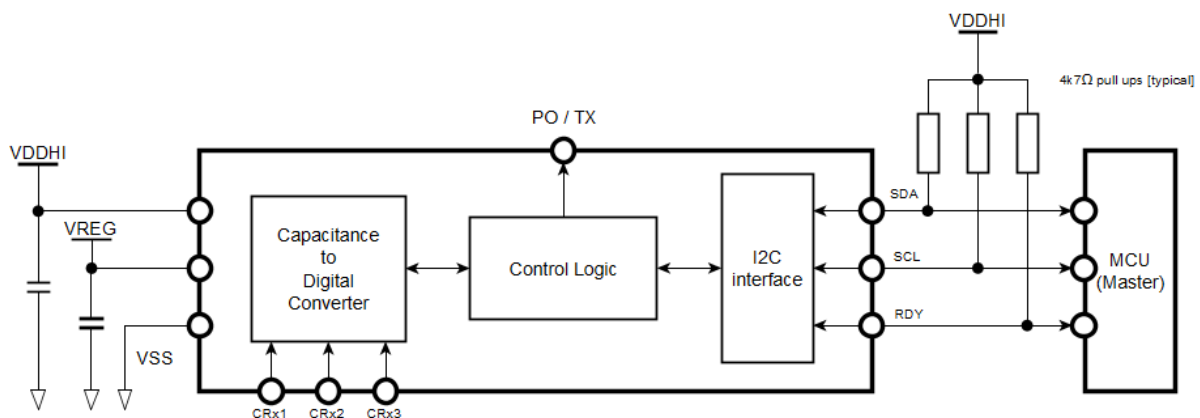 VDDHI
4k7Ω pull ups [typical]
PO / TX
VDDHI
VREG
VSS
Capacitance
to
Digital
Converter
Control Logic
I2C
interface
SDA
SCL
RDY
MCU
(Master)
CRx1
CRx2
CRx3